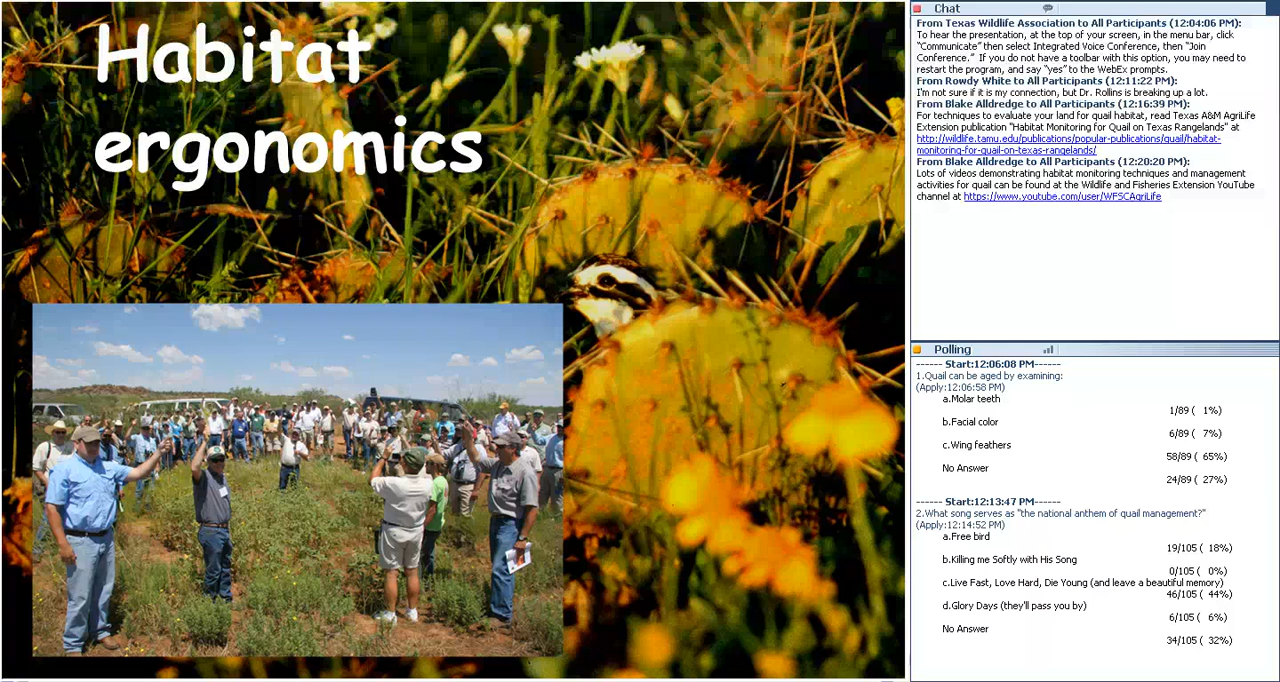 Habitat
ergonomics
Chat
From Texas Wildlife Association to All Participants (12:04:06 PM):
To hear the presentation, at the top of your screen, in the menu bar, click
“Communicate” then select Integrated Voice Conference, then “Join
Conference.”  If you do not have a toolbar with this option, you may need to
restart the program, and say “yes” to the WebEx prompts.
From Rowdy White to All Participants (12:11:22 PM):
I'm not sure if it is my connection, but Dr. Rollins is breaking up a lot.
From Blake Alldredge to All Participants (12:16:39 PM):
For techniques to evaluate your land for quail habitat, read Texas A&M AgriLife
Extension publication "Habitat Monitoring for Quail on Texas Rangelands" at
http://wildlife.tamu.edu/publications/popular-publications/quail/habitat-
monitoring-for-quail-on-texas-rangelands/
From Blake Alldredge to All Participants (12:20:20 PM):
Lots of videos demonstrating habitat monitoring techniques and management
activities for quail can be found at the Wildlife and Fisheries Extension YouTube
channel at https://www.youtube.com/user/WFSCAgriLife
Polling
------ Start:12:06:08 PM------
1.Quail can be aged by examining:
(Apply:12:06:58 PM)
a.Molar teeth
1/89 (  1%)
b.Facial color
6/89 (  7%)
c.Wing feathers
58/89 ( 65%)
No Answer
24/89 ( 27%)
------ Start:12:13:47 PM------
2.What song serves as "the national anthem of quail management?"
(Apply:12:14:52 PM)
a.Free bird
19/105 ( 18%)
b.Killing me Softly with His Song
0/105 (  0%)
c.Live Fast, Love Hard, Die Young (and leave a beautiful memory)
46/105 ( 44%)
d.Glory Days (they'll pass you by)
6/105 (  6%)
No Answer
34/105 ( 32%)